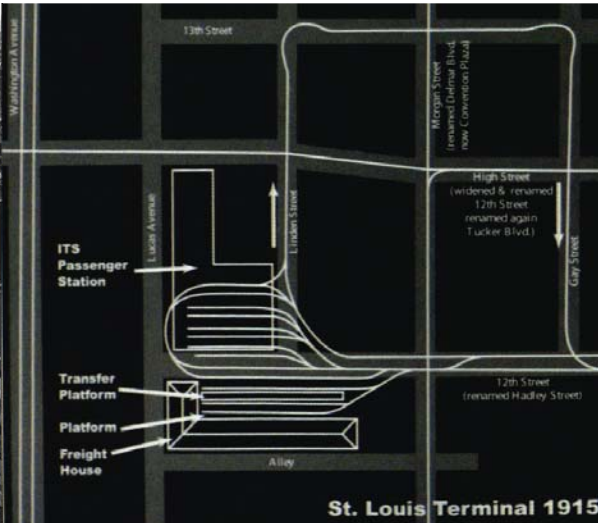 13th Street
Washington Avenue
Morgan Street
(renamed Delmar Blvd.
now Convention Plaza)
High Street
(widened & renamed
12th Street
renamed again
Tucker Blvd.)
Lucas Avenue
Linden Street
Gay Street
ITS
Passenger
Station
Transfer
Platform
12th Street
(renamed Hadley Street)
Platform
Freight
House
Alley
St. Louis Terminal 1915